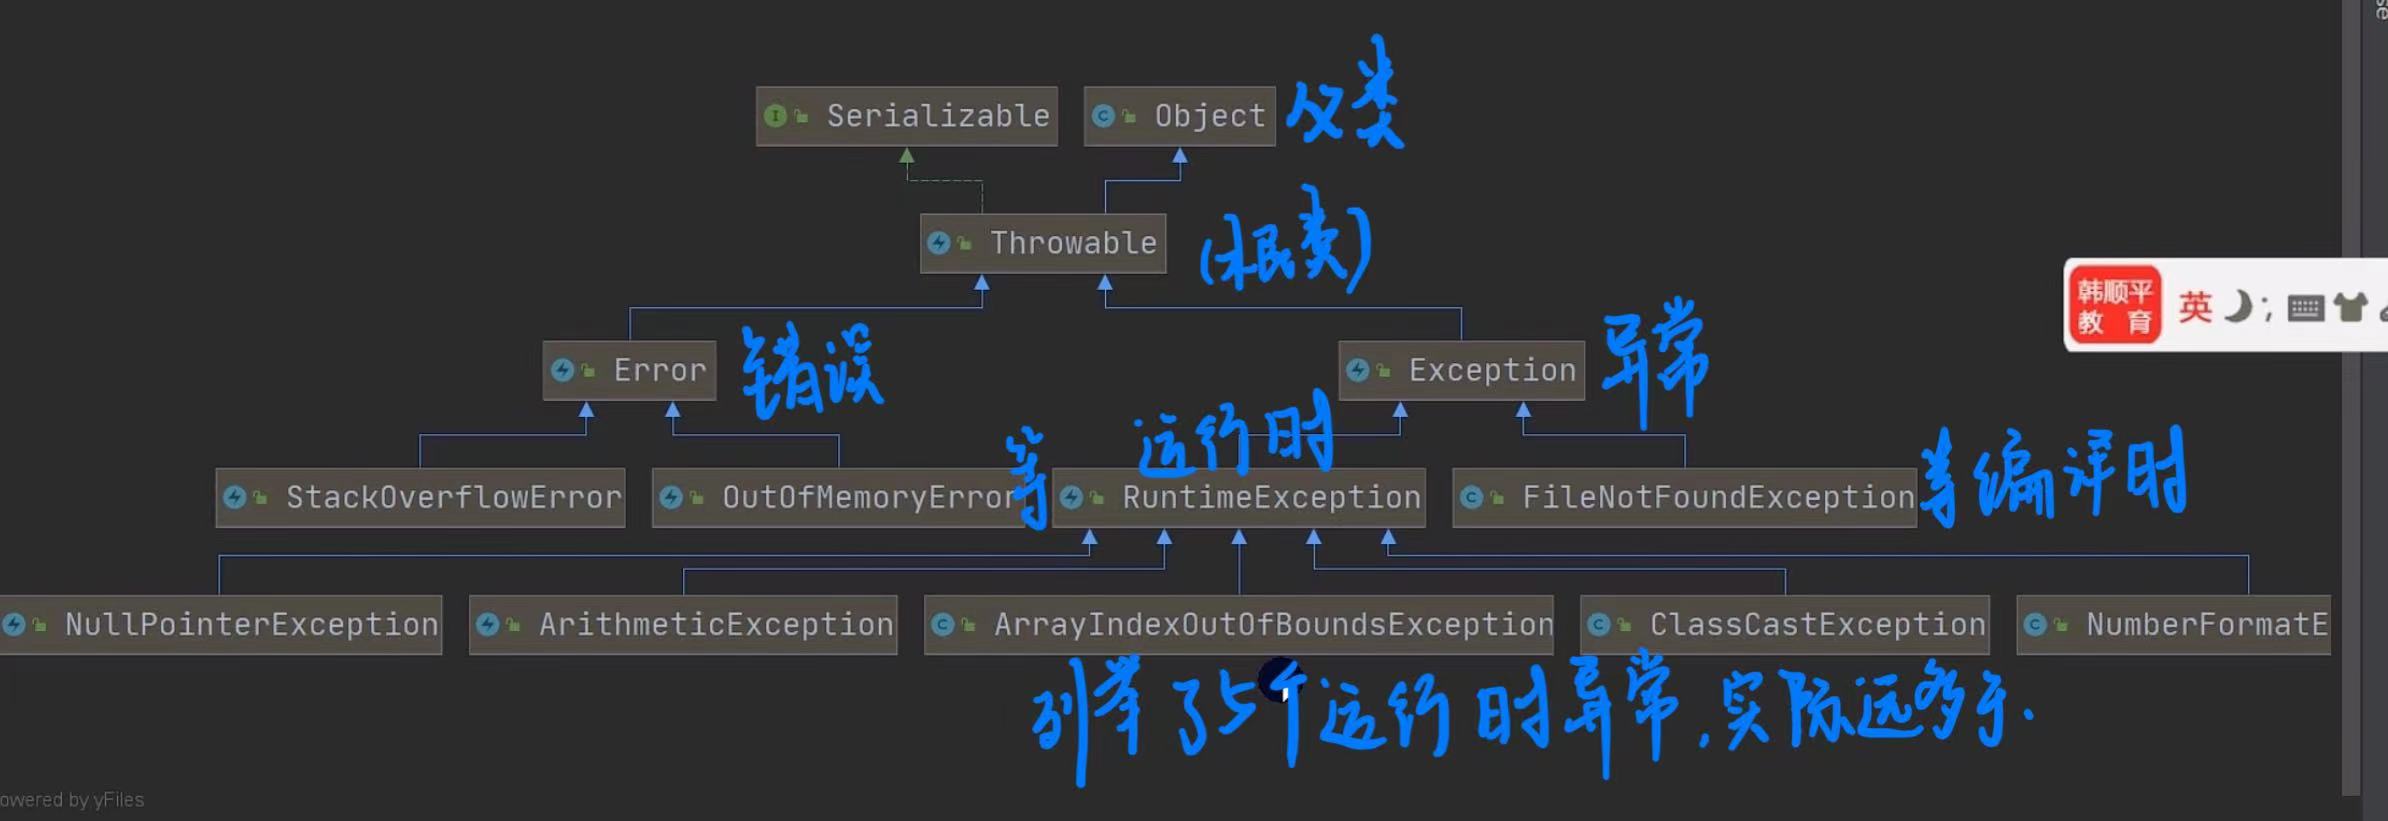 Serializable Object 父类
Throwable (根类)
Error 错误 Exception 异常
运行时
StackOverflowError OutOfMemoryError 等 RuntimeException FileNotFoundException 等编译时
NullPointerException ArithmeticException ArrayIndexOutOfBoundsException ClassCastException NumberFormatE
列举了5个运行时异常，实际远多于.
韩顺平
教育
英
owered by yFiles
se